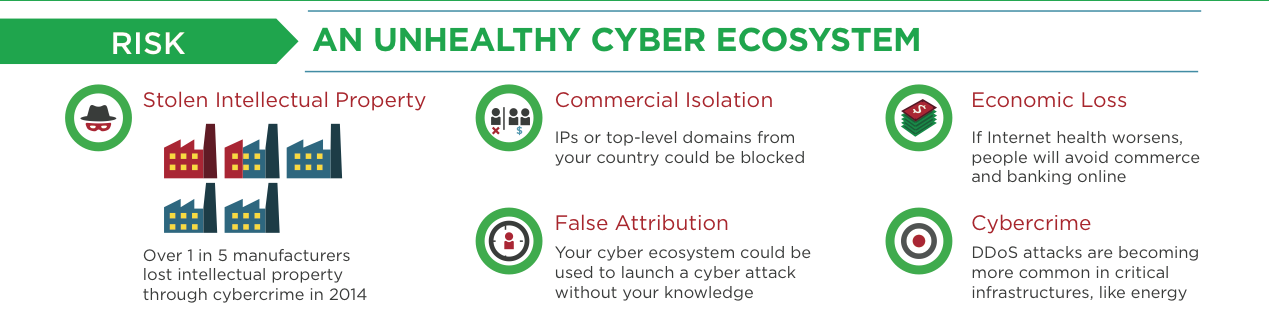 RISK
AN UNHEALTHY CYBER ECOSYSTEM
Stolen Intellectual Property
Over 1 in 5 manufacturers
lost intellectual property
through cybercrime in 2014
Commercial Isolation
IPs or top-level domains from
your country could be blocked
False Attribution
Your cyber ecosystem could be
used to launch a cyber attack
without your knowledge
Economic Loss
If Internet health worsens,
people will avoid commerce
and banking online
Cybercrime
DDoS attacks are becoming
more common in critical
infrastructures, like energy